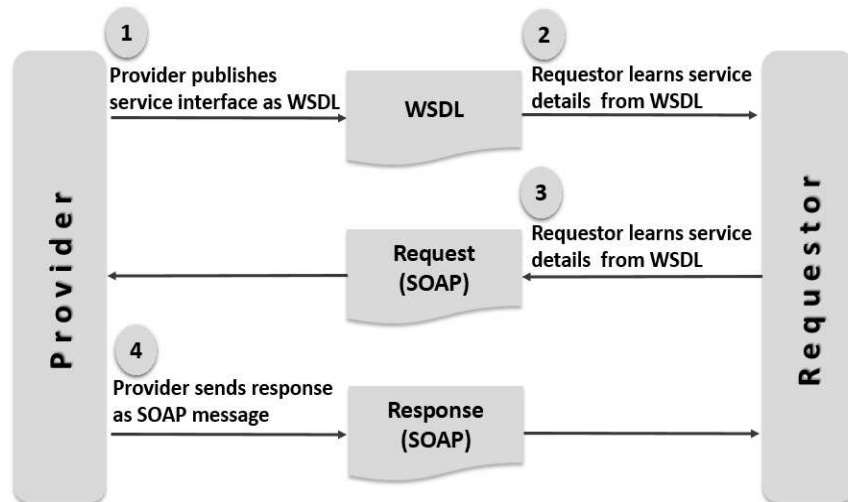 1
Provider publishes
service interface as WSDL
WSDL
2
Requestor learns service
details from WSDL
Provider
Requestor
3
Requestor learns service
details from WSDL
Request
(SOAP)
4
Provider sends response
as SOAP message
Response
(SOAP)